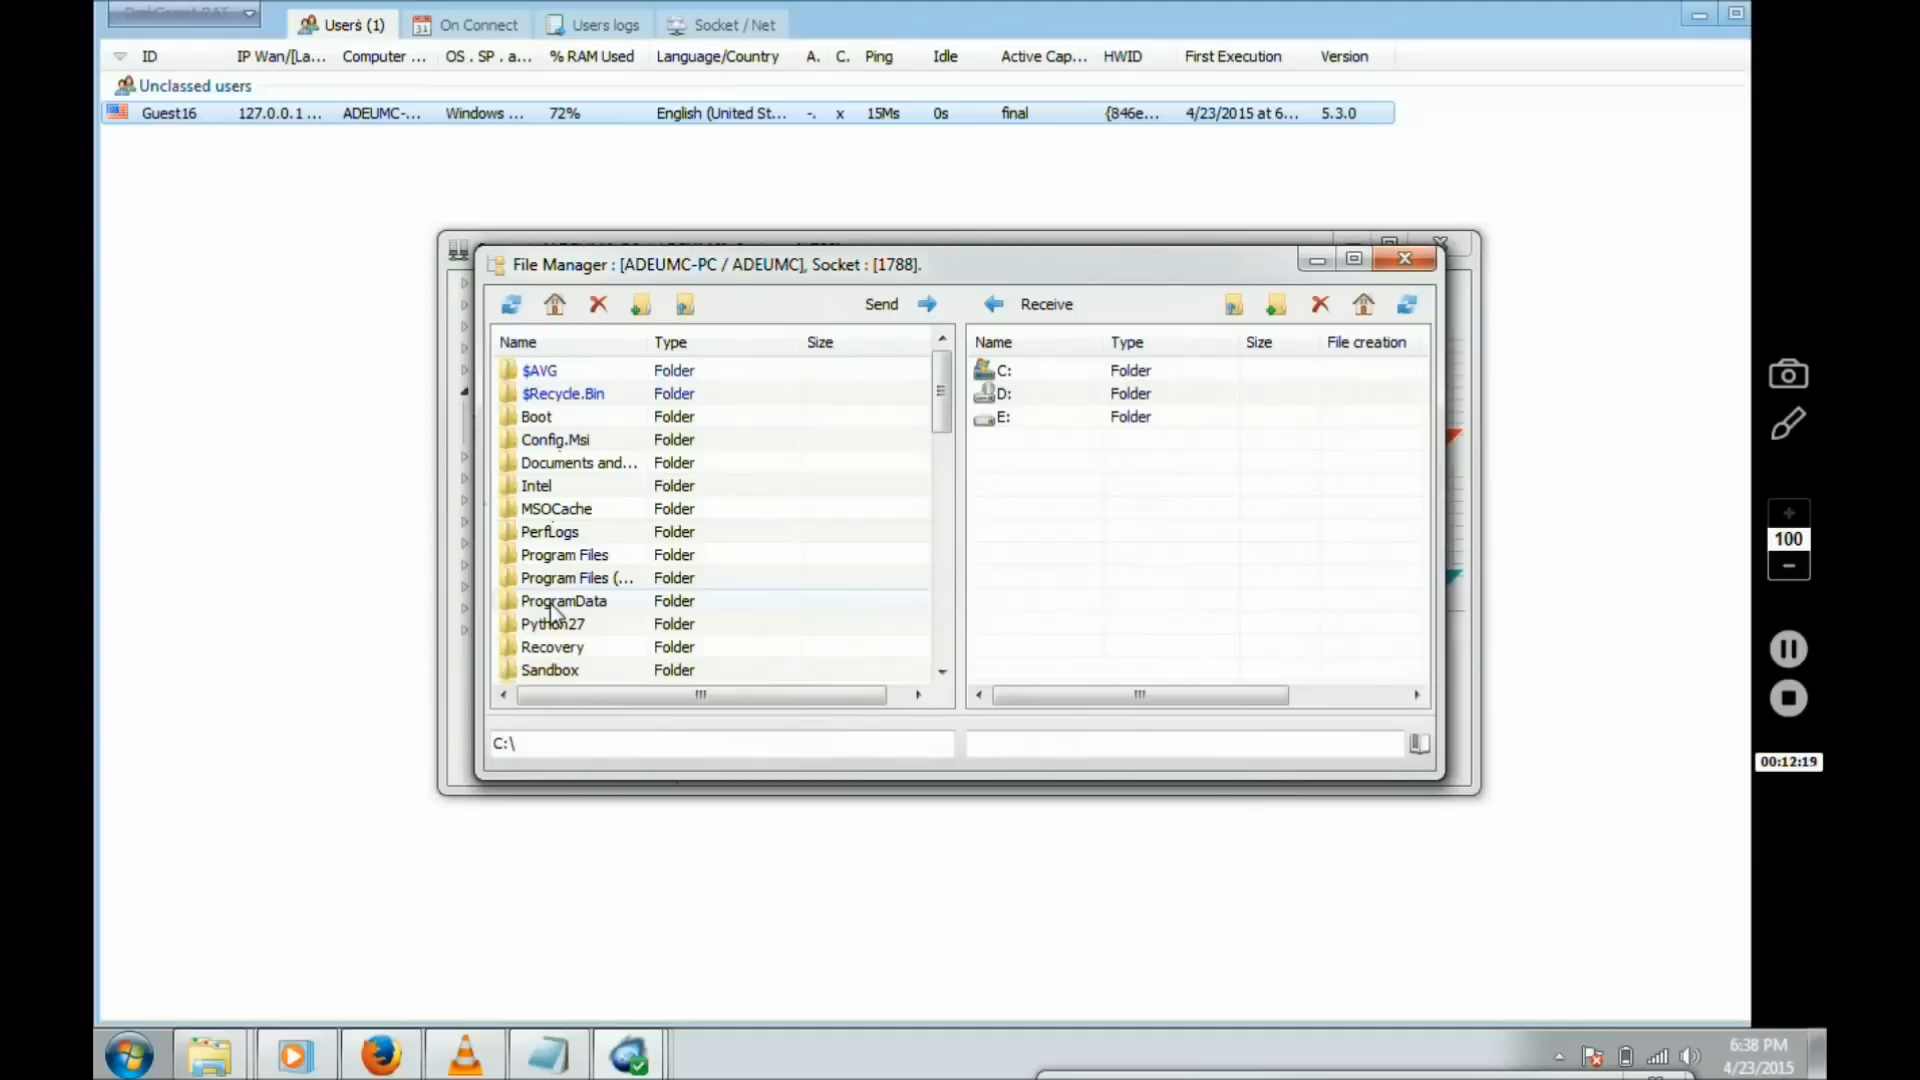 Users (1) On Connect Users logs Socket / Net
ID IP Wan/[La... Computer ... OS . SP . a... % RAM Used Language/Country A. C. Ping Idle Active Cap... HWID First Execution Version
Unclassed users
Guest16 127.0.0.1 ... ADEUMC-... Windows ... 72% English (United St... -. x 15Ms 0s final {846e... 4/23/2015 at 6... 5.3.0
File Manager : [ADEUMC-PC / ADEUMC], Socket : [1788].
Send Receive
Name Type Size Name Type Size File creation
$AVG Folder C: Folder
$Recycle.Bin Folder D: Folder
Boot Folder E: Folder
Config.Msi Folder
Documents and... Folder
Intel Folder
MSOCache Folder
PerfLogs Folder
Program Files Folder
Program Files (... Folder
ProgramData Folder
Python27 Folder
Recovery Folder
Sandbox Folder
C:\
100
00:12:19
6:38 PM
4/23/2015